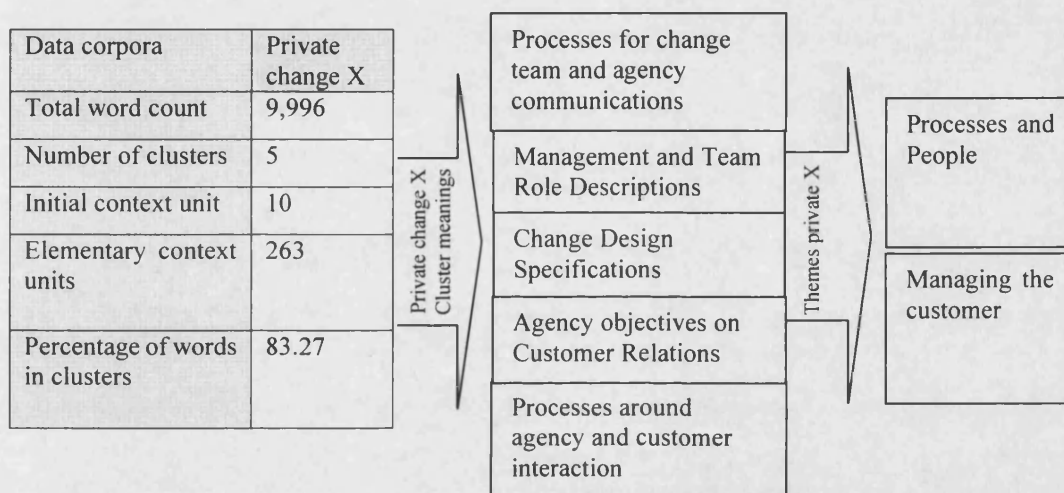 Data corpora
Private
change X
Total word count
9,996
Number of clusters
5
Initial context unit
10
Elementary context
units
263
Percentage of words
in clusters
83.27
Private change X
Cluster meanings
Processes for change
team and agency
communications
Management and Team
Role Descriptions
Change Design
Specifications
Agency objectives on
Customer Relations
Processes around
agency and customer
interaction
Themes private X
Processes and
People
Managing the
customer